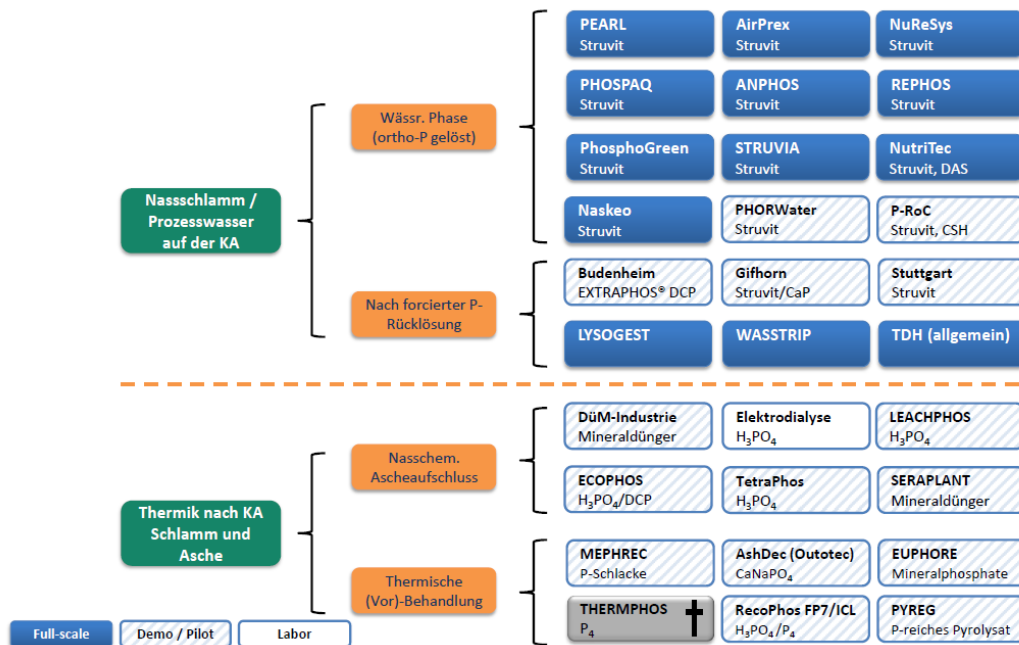 PEARL
Struvit
AirPrex
Struvit
NuReSys
Struvit
PHOSPAQ
Struvit
ANPHOS
Struvit
REPHOS
Struvit
Wässr. Phase
(ortho-P gelöst)
PhosphoGreen
Struvit
STRUVIA
Struvit
NutriTec
Struvit, DAS
Nassschlamm /
Prozesswasser
auf der KA
Naskeo
Struvit
PHORWater
Struvit
P-RoC
Struvit, CSH
Budenheim
EXTRAPHOS® DCP
Gifhorn
Struvit/CaP
Stuttgart
Struvit
Nach forcierter P-
Rücklösung
LYSOGEST
WASSTRIP
TDH (allgemein)
DüM-Industrie
Mineraldünger
Elektrodialyse
H₃PO₄
LEACHPHOS
H₃PO₄
Nasschem.
Ascheaufschluss
ECOPHOS
H₃PO₄/DCP
TetraPhos
H₃PO₄
SERAPLANT
Mineraldünger
Thermik nach KA
Schlamm und
Asche
MEPHREC
P-Schlacke
AshDec (Outotec)
CaNaPO₄
EUPHORE
Mineralphosphate
Thermische
(Vor)-Behandlung
THERMPHOS
P₄
RecoPhos FP7/ICL
H₃PO₄/P₄
PYREG
P-reiches Pyrolysat
Full-scale
Demo / Pilot
Labor